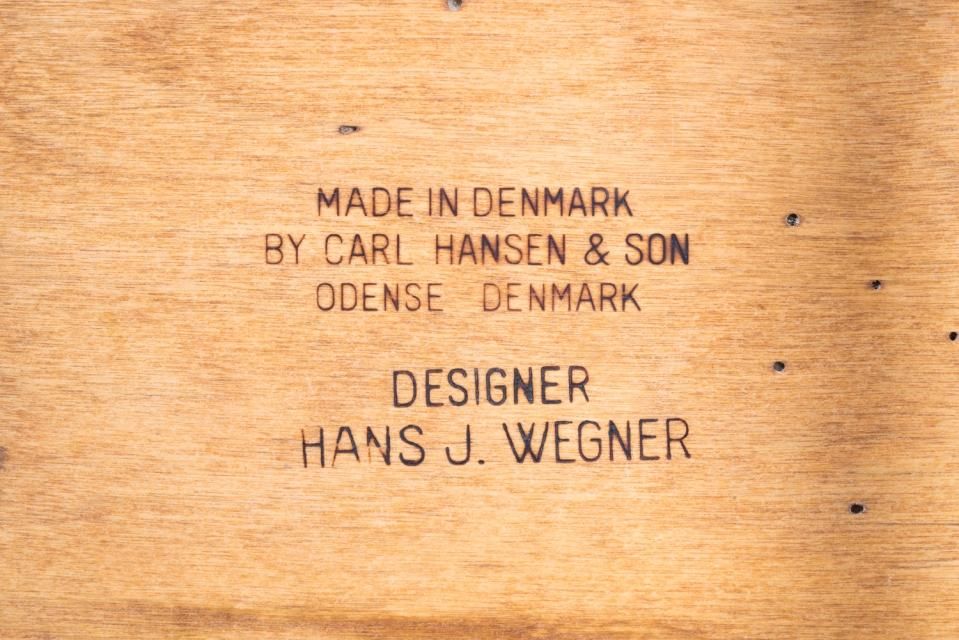 MADE IN DENMARK
BY CARL HANSEN & SON
ODENSE DENMARK
DESIGNER
HANS J. WEGNER